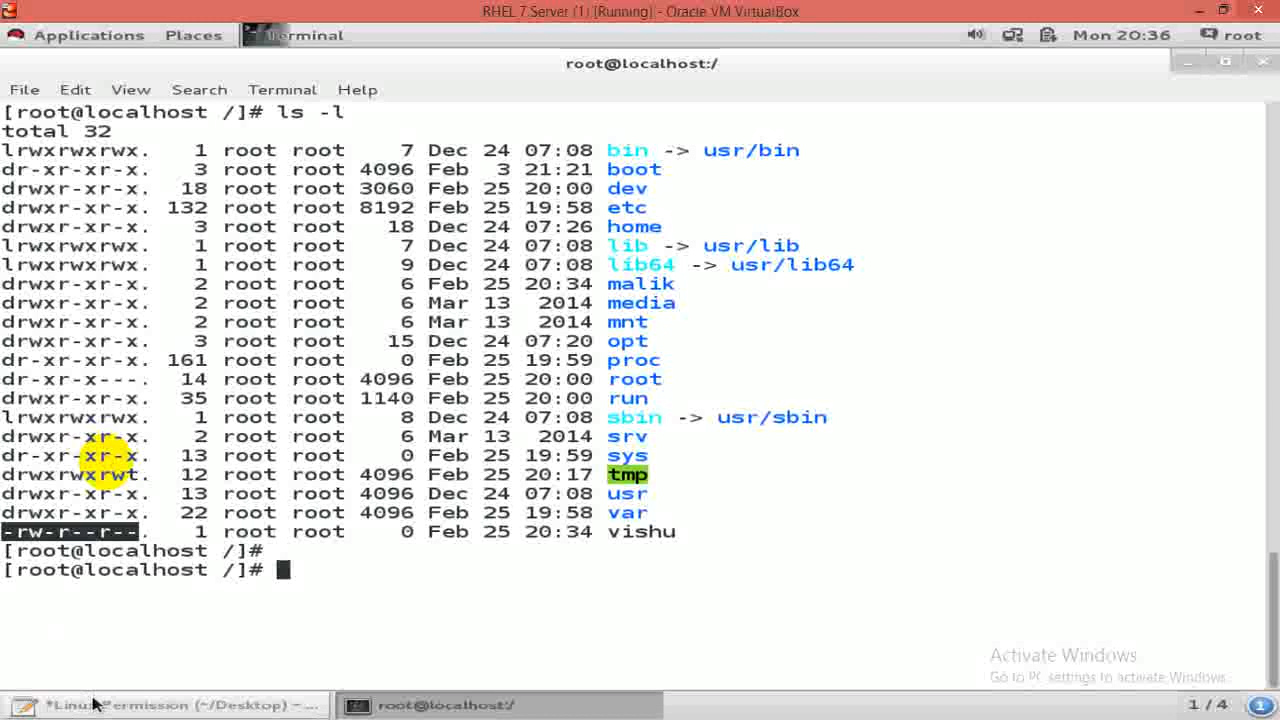 RHEL 7 Server (1) [Running] - Oracle VM VirtualBox
Applications Places Terminal Mon 20:36 root
root@localhost:/
File Edit View Search Terminal Help
[root@localhost /]# ls -l
total 32
lrwxrwxrwx. 1 root root 7 Dec 24 07:08 bin -> usr/bin
dr-xr-xr-x. 3 root root 4096 Feb 3 21:21 boot
drwxr-xr-x. 18 root root 3060 Feb 25 20:00 dev
drwxr-xr-x. 132 root root 8192 Feb 25 19:58 etc
drwxr-xr-x. 3 root root 18 Dec 24 07:26 home
lrwxrwxrwx. 1 root root 7 Dec 24 07:08 lib -> usr/lib
lrwxrwxrwx. 1 root root 9 Dec 24 07:08 lib64 -> usr/lib64
drwxr-xr-x. 2 root root 6 Feb 25 20:34 malik
drwxr-xr-x. 2 root root 6 Mar 13 2014 media
drwxr-xr-x. 2 root root 6 Mar 13 2014 mnt
drwxr-xr-x. 3 root root 15 Dec 24 07:20 opt
dr-xr-xr-x. 161 root root 0 Feb 25 19:59 proc
dr-xr-x---. 14 root root 4096 Feb 25 20:00 root
drwxr-xr-x. 35 root root 1140 Feb 25 20:00 run
lrwxrwxrwx. 1 root root 8 Dec 24 07:08 sbin -> usr/sbin
drwxr-xr-x. 2 root root 6 Mar 13 2014 srv
dr-xr-xr-x. 13 root root 0 Feb 25 19:59 sys
drwxrwxrwt. 12 root root 4096 Feb 25 20:17 tmp
drwxr-xr-x. 13 root root 4096 Dec 24 07:08 usr
drwxr-xr-x. 22 root root 4096 Feb 25 19:58 var
-rw-r--r--. 1 root root 0 Feb 25 20:34 vishu
[root@localhost /]#
[root@localhost /]#
Activate Windows
Go to PC settings to activate Windows.
*Linux Permission (~/Desktop) - ... root@localhost:/ 1 / 4 1